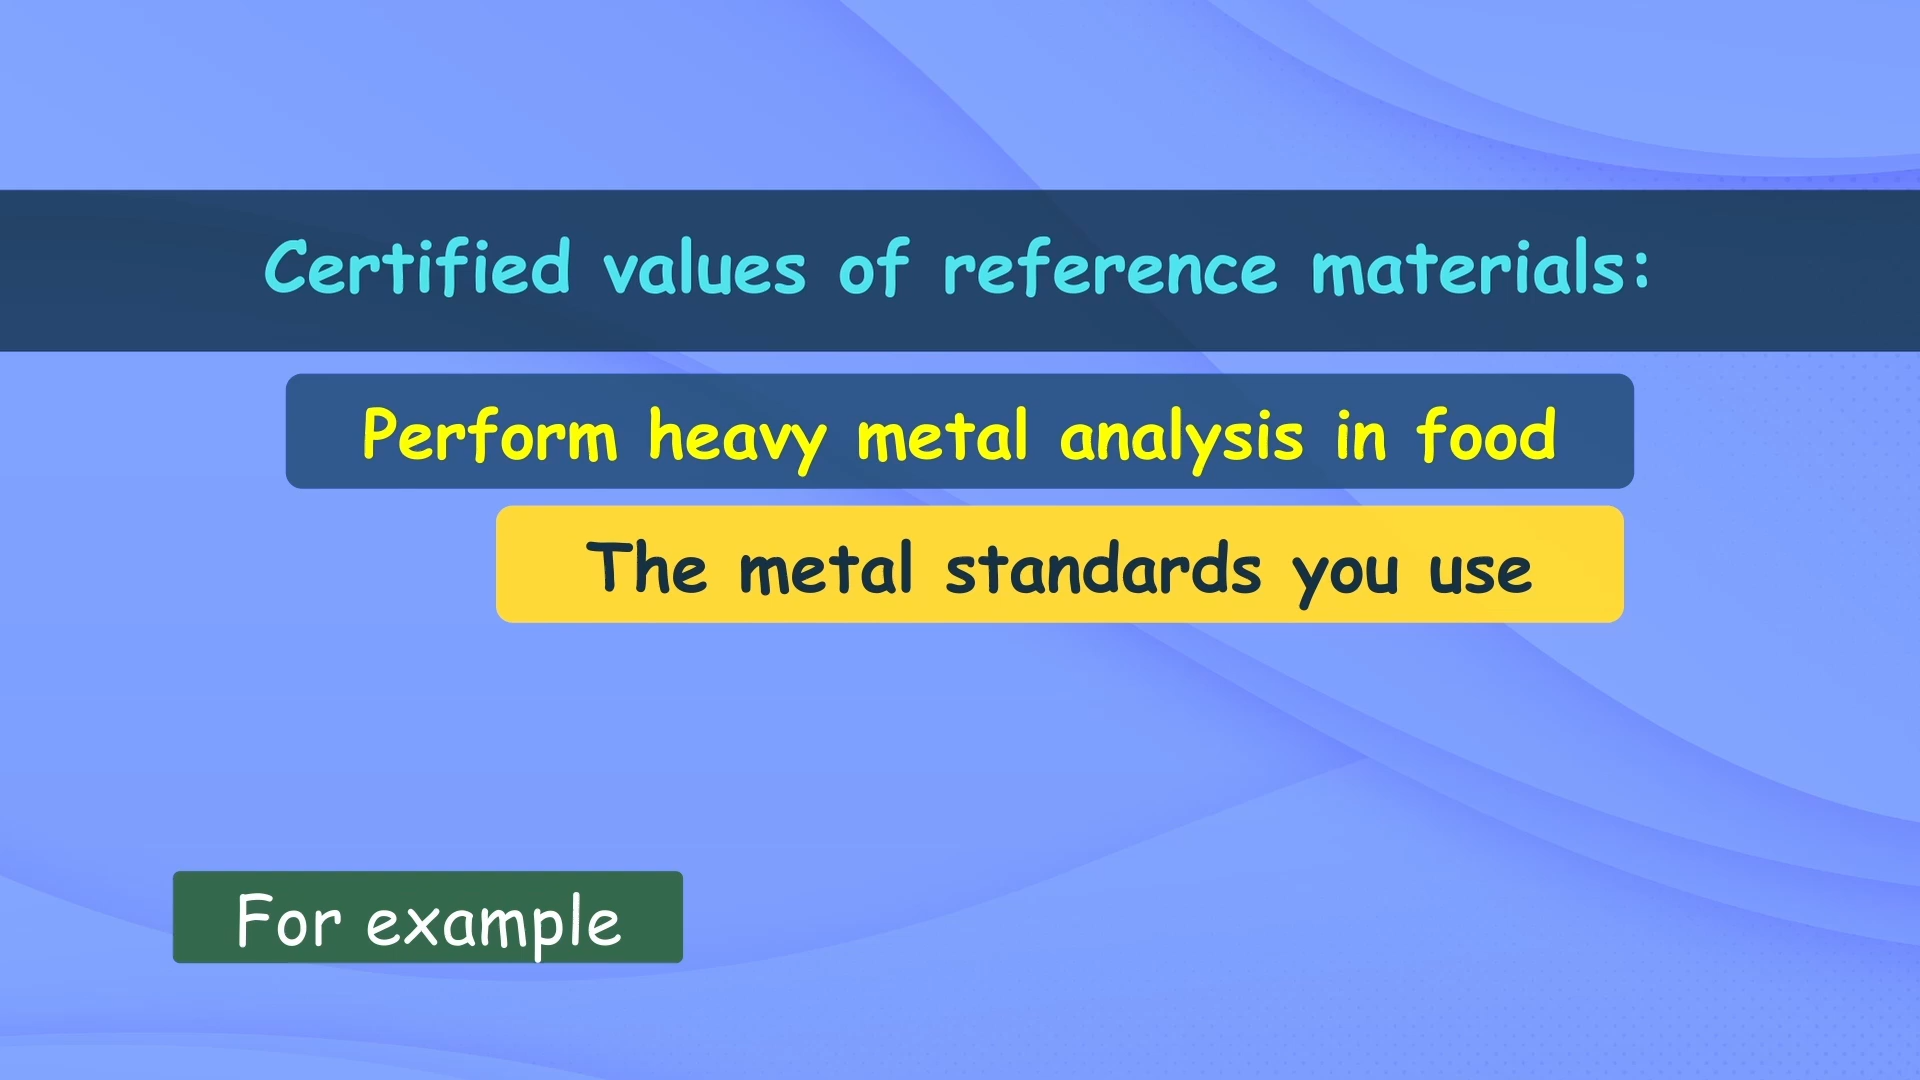 Certified values of reference materials:
Perform heavy metal analysis in food
The metal standards you use
For example